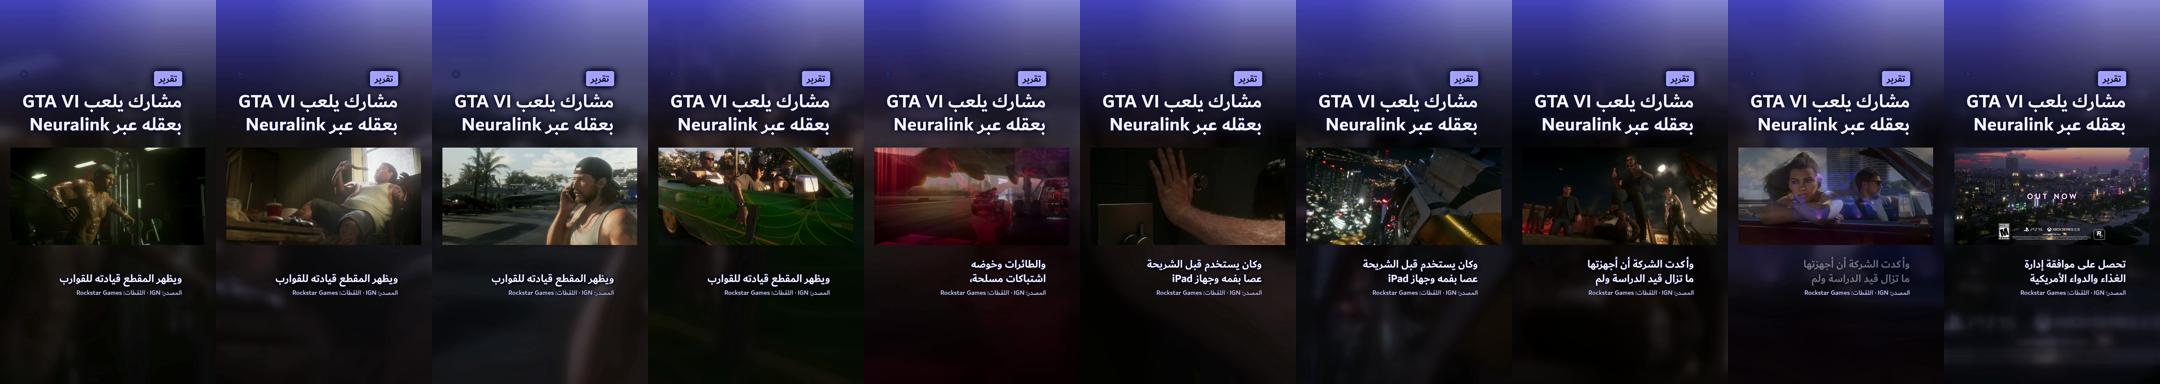 تقرير
مشارك يلعب GTA VI
بعقله عبر Neuralink
ويظهر المقطع قيادته للقوارب
المصدر: IGN · اللقطات: Rockstar Games
تقرير
مشارك يلعب GTA VI
بعقله عبر Neuralink
ويظهر المقطع قيادته للقوارب
المصدر: IGN · اللقطات: Rockstar Games
تقرير
مشارك يلعب GTA VI
بعقله عبر Neuralink
ويظهر المقطع قيادته للقوارب
المصدر: IGN · اللقطات: Rockstar Games
تقرير
مشارك يلعب GTA VI
بعقله عبر Neuralink
ويظهر المقطع قيادته للقوارب
المصدر: IGN · اللقطات: Rockstar Games
تقرير
مشارك يلعب GTA VI
بعقله عبر Neuralink
والطائرات وخوضه
اشتباكات مسلحة،
المصدر: IGN · اللقطات: Rockstar Games
تقرير
مشارك يلعب GTA VI
بعقله عبر Neuralink
وكان يستخدم قبل الشريحة
عصا بفمه وجهاز iPad
المصدر: IGN · اللقطات: Rockstar Games
تقرير
مشارك يلعب GTA VI
بعقله عبر Neuralink
وكان يستخدم قبل الشريحة
عصا بفمه وجهاز iPad
المصدر: IGN · اللقطات: Rockstar Games
تقرير
مشارك يلعب GTA VI
بعقله عبر Neuralink
وأكدت الشركة أن أجهزتها
ما تزال قيد الدراسة ولم
المصدر: IGN · اللقطات: Rockstar Games
تقرير
مشارك يلعب GTA VI
بعقله عبر Neuralink
وأكدت الشركة أن أجهزتها
ما تزال قيد الدراسة ولم
المصدر: IGN · اللقطات: Rockstar Games
تقرير
مشارك يلعب GTA VI
بعقله عبر Neuralink
OUT NOW
تحصل على موافقة إدارة
الغذاء والدواء الأمريكية
المصدر: IGN · اللقطات: Rockstar Games